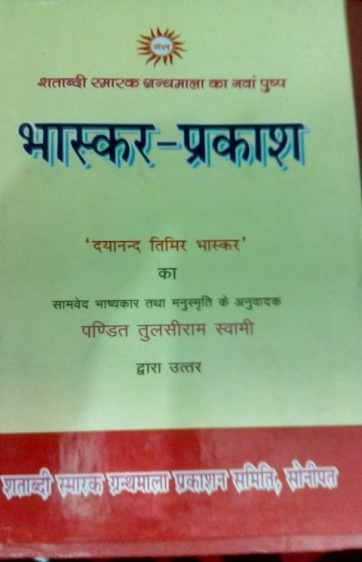 ओ३म्
शताब्दी स्मारक ग्रन्थमाला का नवां पुष्प
भास्कर-प्रकाश
'दयानन्द तिमिर भास्कर'
का
सामवेद भाष्यकार तथा मनुस्मृति के अनुवादक
पण्डित तुलसीराम स्वामी
द्वारा उत्तर
शताब्दी स्मारक ग्रन्थमाला प्रकाशन समिति, सोनीपत